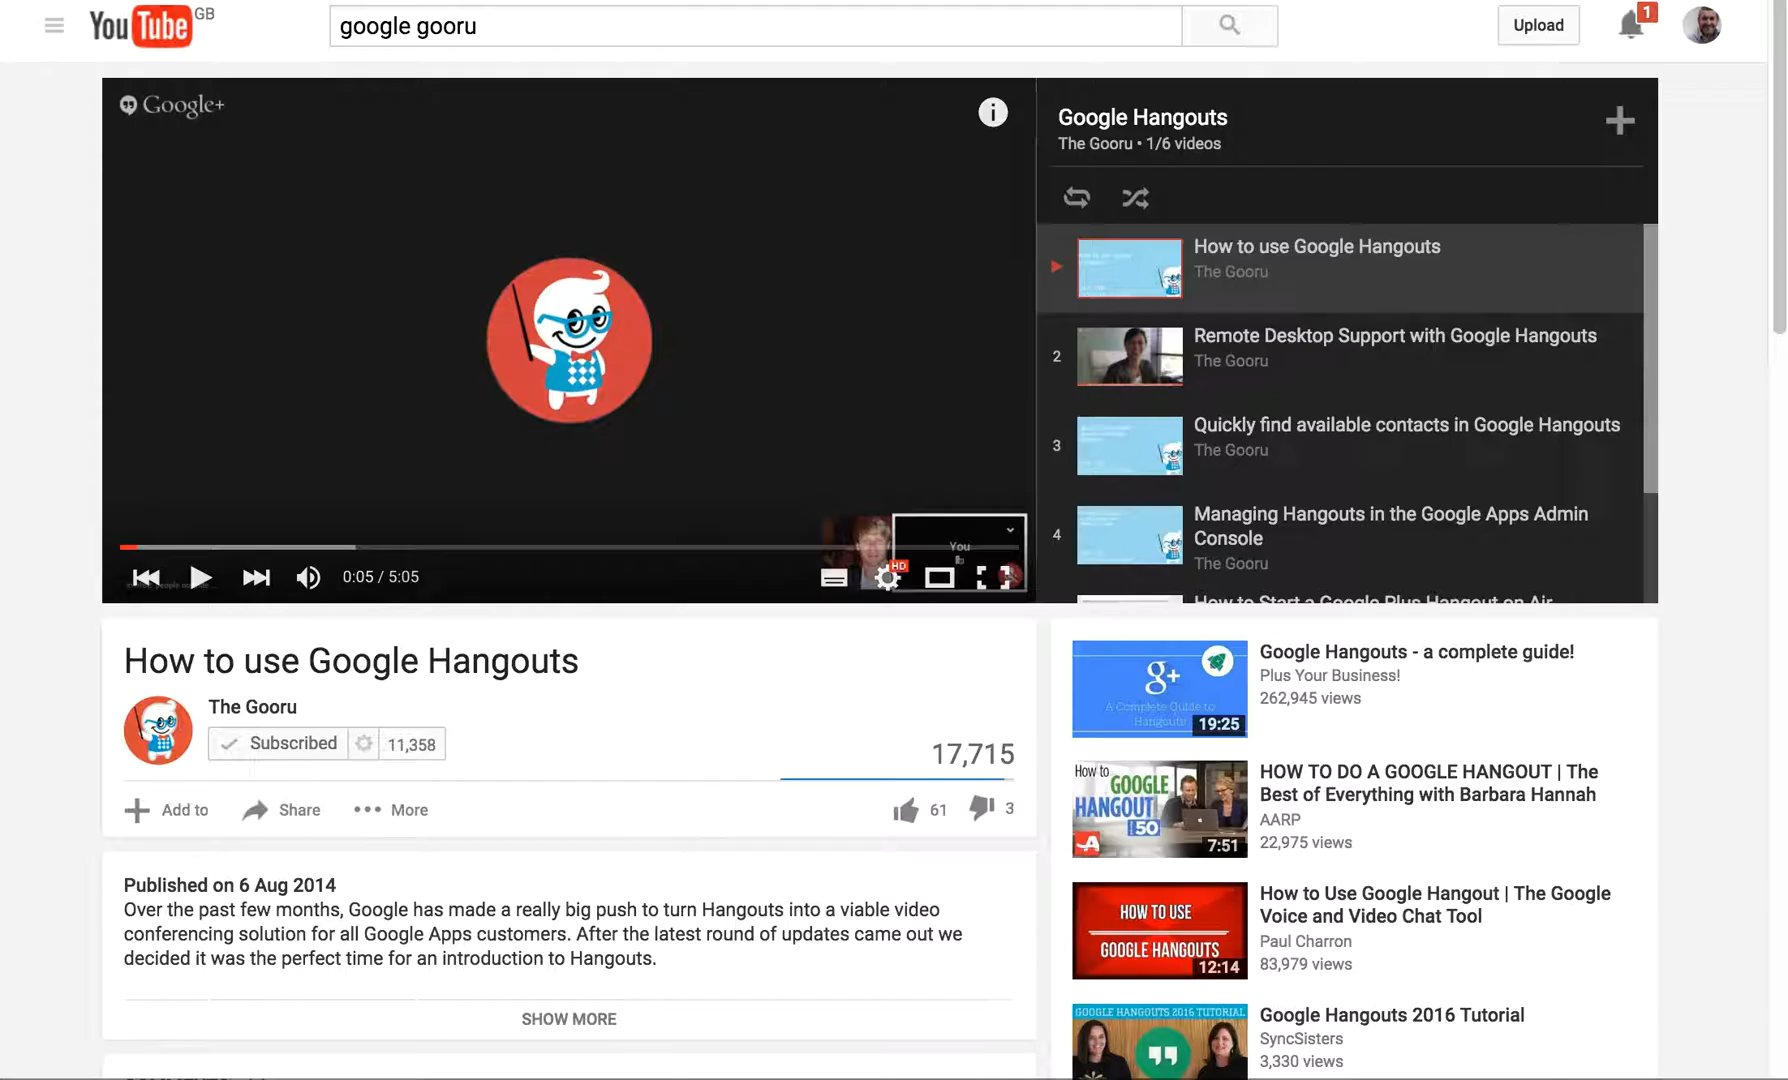 YouTube GB
google gooru
Upload
1
Google+
i
Google Hangouts
The Gooru • 1/6 videos
How to use Google Hangouts
The Gooru
2
Remote Desktop Support with Google Hangouts
The Gooru
3
Quickly find available contacts in Google Hangouts
The Gooru
4
Managing Hangouts in the Google Apps Admin
Console
The Gooru
How to Start a Google Plus Hangout on Air
You
HD
0:05 / 5:05
How to use Google Hangouts
The Gooru
Subscribed 11,358
17,715
Add to Share More 61 3
Published on 6 Aug 2014
Over the past few months, Google has made a really big push to turn Hangouts into a viable video
conferencing solution for all Google Apps customers. After the latest round of updates came out we
decided it was the perfect time for an introduction to Hangouts.
SHOW MORE
g+
A Complete Guide to
Hangouts
19:25
Google Hangouts - a complete guide!
Plus Your Business!
262,945 views
How to
GOOGLE
HANGOUT
50
7:51
HOW TO DO A GOOGLE HANGOUT | The
Best of Everything with Barbara Hannah
AARP
22,975 views
HOW TO USE
GOOGLE HANGOUTS
12:14
How to Use Google Hangout | The Google
Voice and Video Chat Tool
Paul Charron
83,979 views
GOOGLE HANGOUTS 2016 TUTORIAL
Google Hangouts 2016 Tutorial
SyncSisters
3,330 views